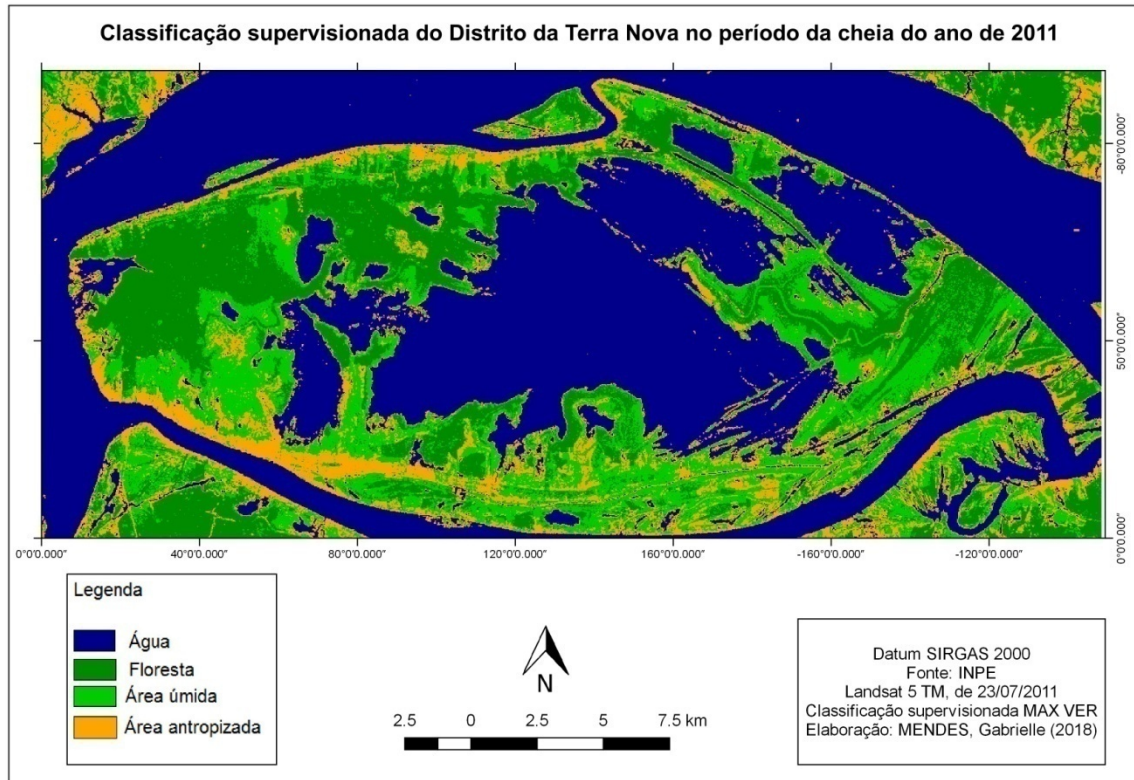 Classificação supervisionada do Distrito da Terra Nova no período da cheia do ano de 2011
-80°0'0.000"
50°0'0.000"
0°0'0.000"
0°0'0.000" 40°0'0.000" 80°0'0.000" 120°0'0.000" 160°0'0.000" -160°0'0.000" -120°0'0.000"
Legenda
Água
Floresta
Área úmida
Área antropizada
N
2.5 0 2.5 5 7.5 km
Datum SIRGAS 2000
Fonte: INPE
Landsat 5 TM, de 23/07/2011
Classificação supervisionada MAX VER
Elaboração: MENDES, Gabrielle (2018)